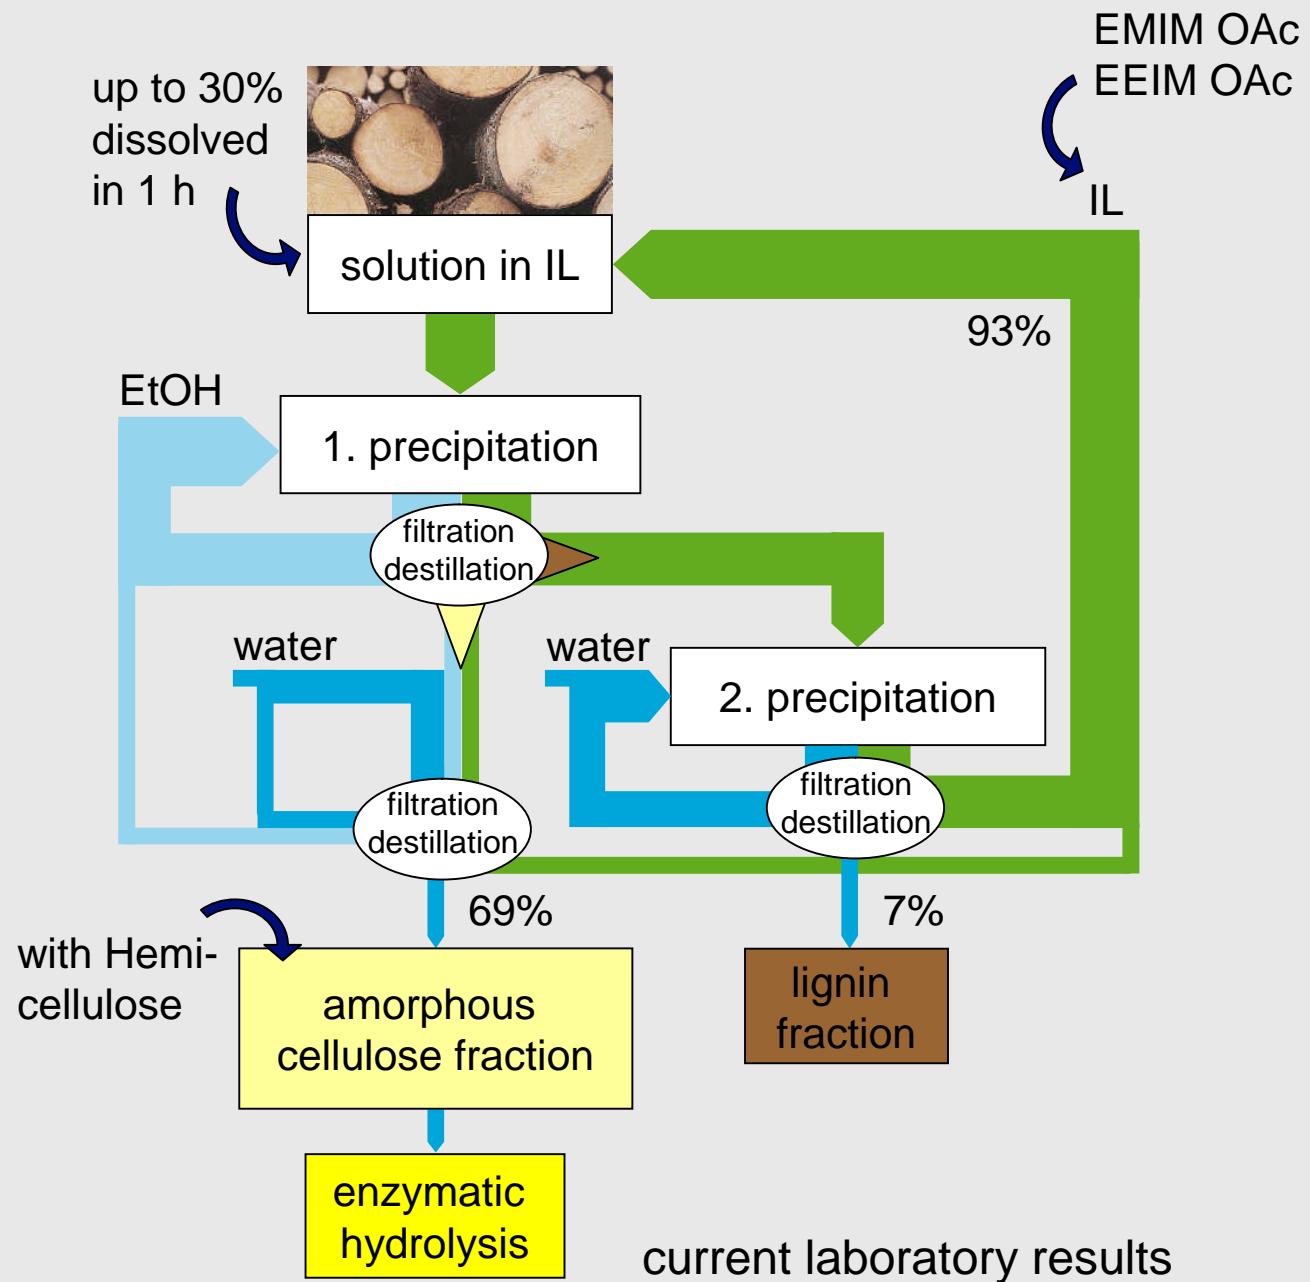 EMIM OAc
EEIM OAc
up to 30%
dissolved
in 1 h
IL
solution in IL
93%
EtOH
1. precipitation
filtration
destillation
water
water
2. precipitation
filtration
destillation
filtration
destillation
69%
7%
with Hemi-
cellulose
amorphous
cellulose fraction
lignin
fraction
enzymatic
hydrolysis
current laboratory results